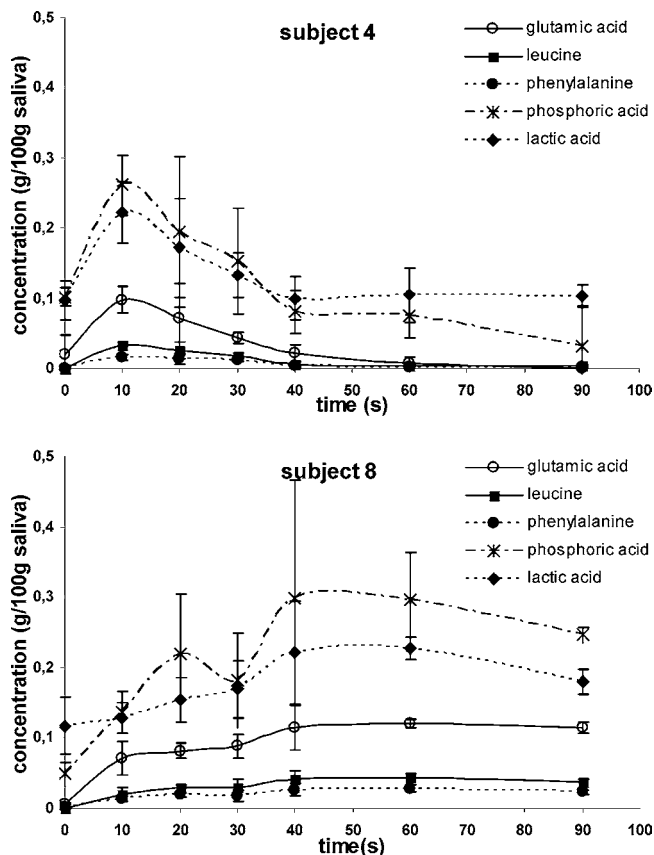 subject 4
glutamic acid
leucine
phenylalanine
phosphoric acid
lactic acid
concentration (g/100g saliva)
0,5
0,4
0,3
0,2
0,1
0
0 10 20 30 40 50 60 70 80 90 100
time (s)
subject 8
glutamic acid
leucine
phenylalanine
phosphoric acid
lactic acid
concentration (g/100g saliva)
0,5
0,4
0,3
0,2
0,1
0
0 10 20 30 40 50 60 70 80 90 100
time(s)